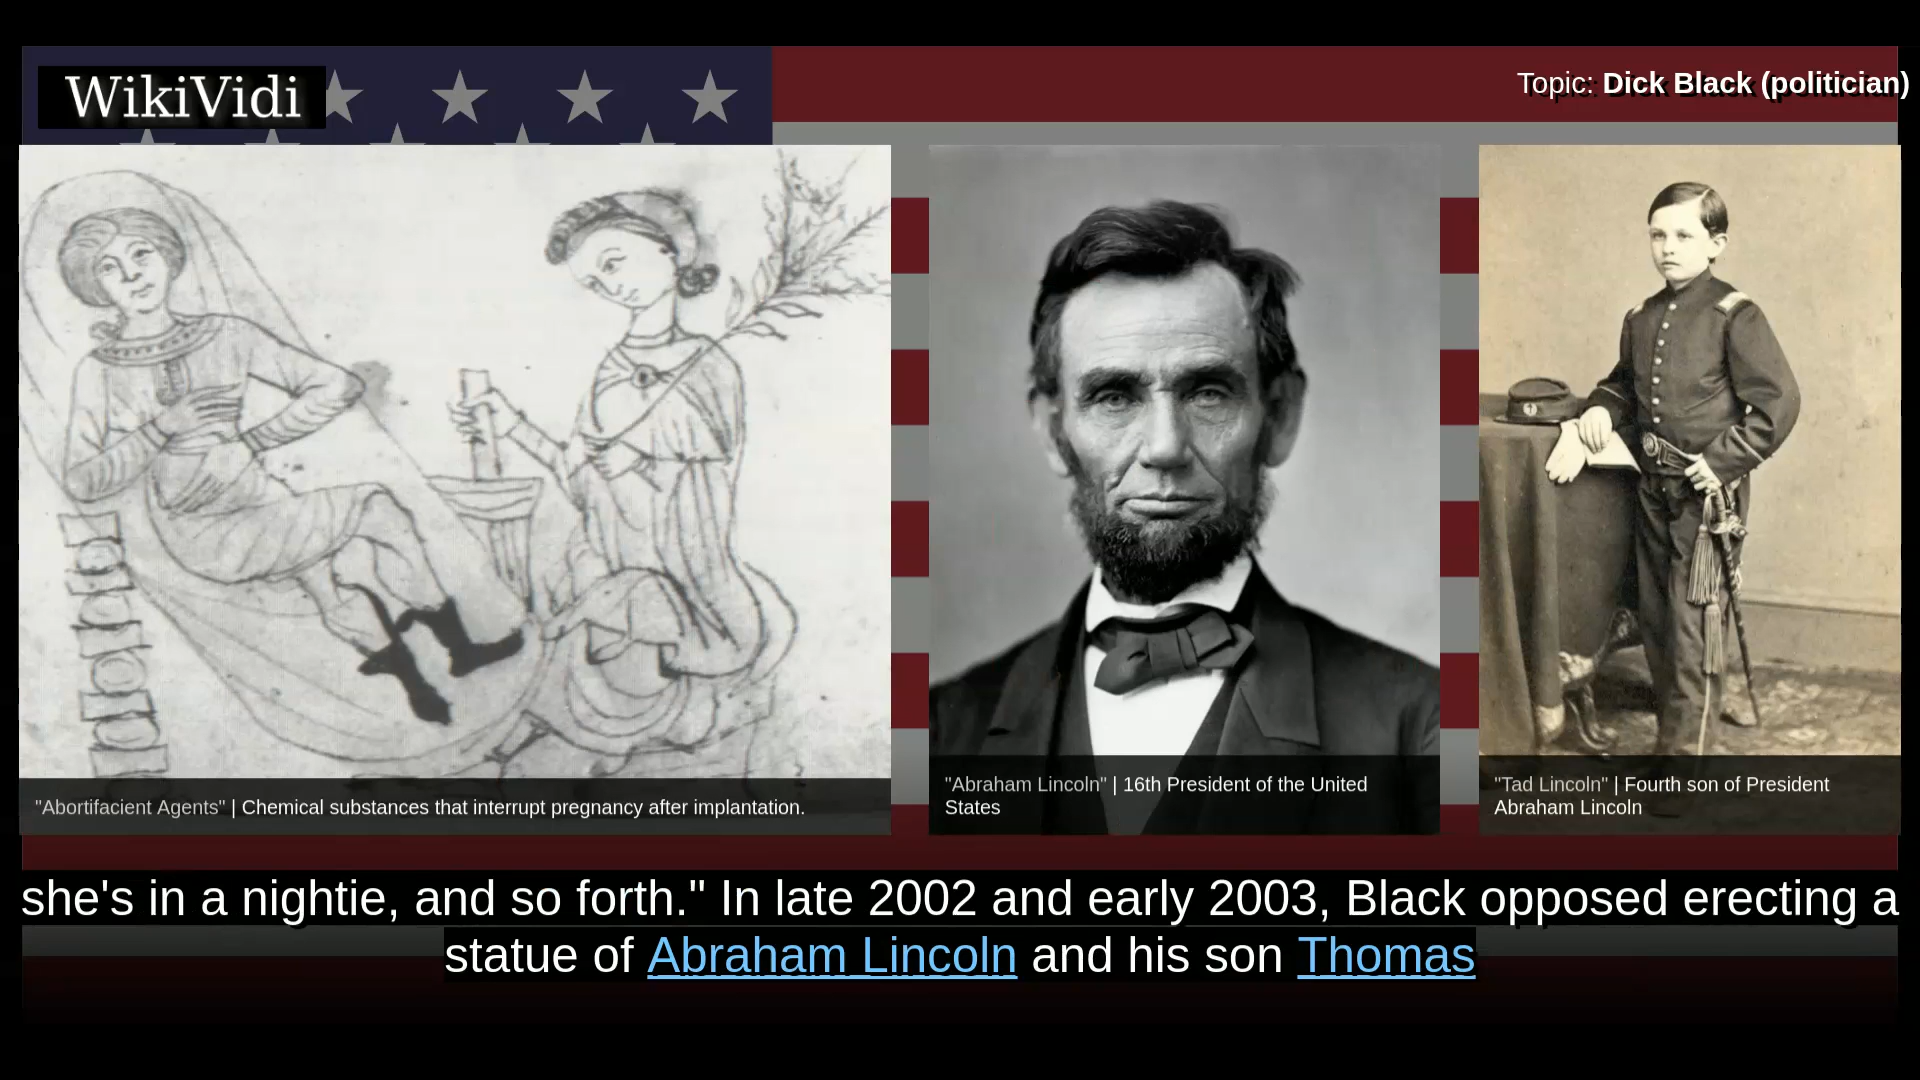 WikiVidi
Topic: Dick Black (politician)
"Abortifacient Agents" | Chemical substances that interrupt pregnancy after implantation.
"Abraham Lincoln" | 16th President of the United
States
"Tad Lincoln" | Fourth son of President
Abraham Lincoln
she's in a nightie, and so forth." In late 2002 and early 2003, Black opposed erecting a
statue of Abraham Lincoln and his son Thomas